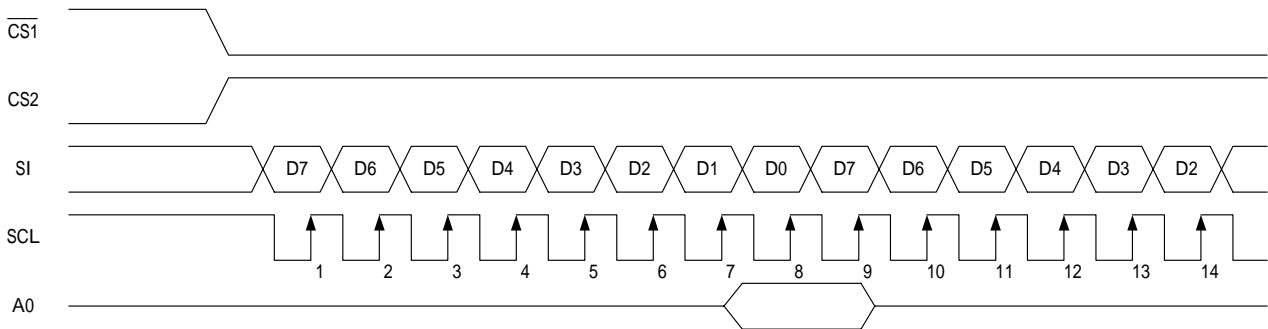 CS1
CS2
SI D7 D6 D5 D4 D3 D2 D1 D0 D7 D6 D5 D4 D3 D2
SCL
1 2 3 4 5 6 7 8 9 10 11 12 13 14
A0